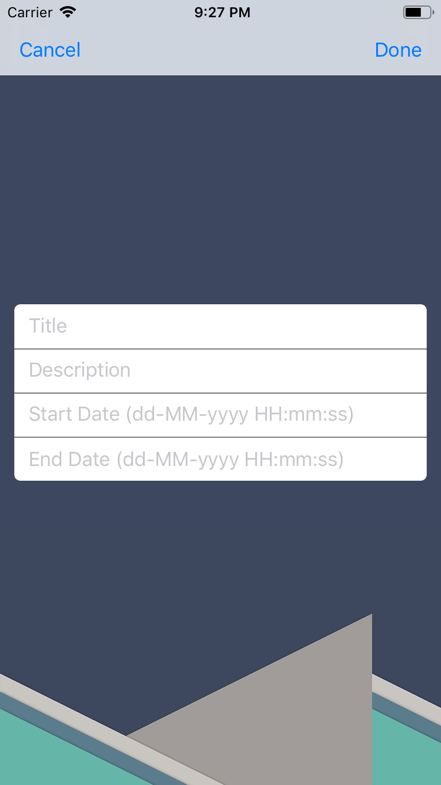 Carrier 9:27 PM
Cancel Done
Title
Description
Start Date (dd-MM-yyyy HH:mm:ss)
End Date (dd-MM-yyyy HH:mm:ss)